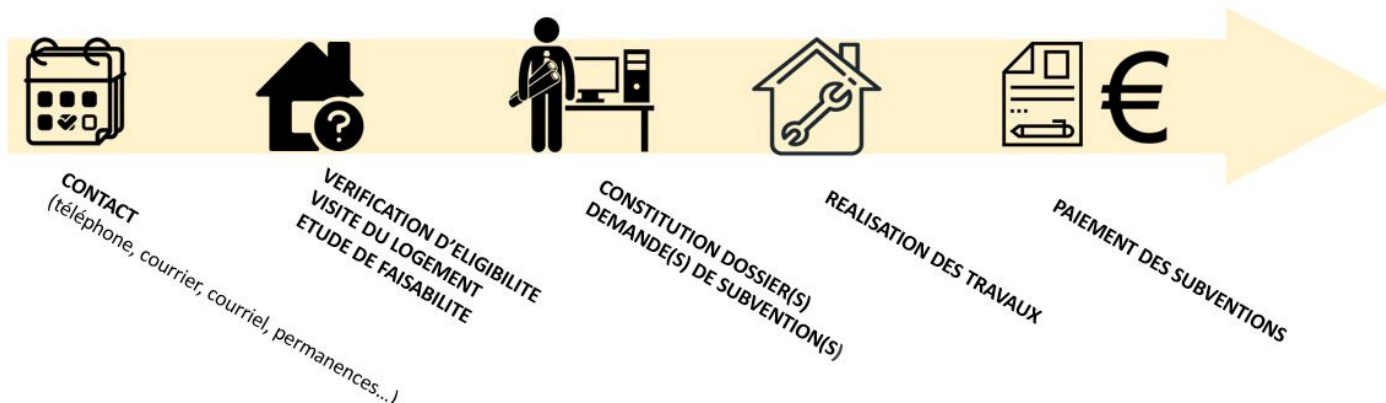 CONTACT
(téléphone, courrier, courriel, permanences...)
VERIFICATION D'ELIGIBILITE
VISITE DU LOGEMENT
ETUDE DE FAISABILITE
CONSTITUTION DOSSIER(S)
DEMANDE(S) DE SUBVENTION(S)
REALISATION DES TRAVAUX
PAIEMENT DES SUBVENTIONS
?
€